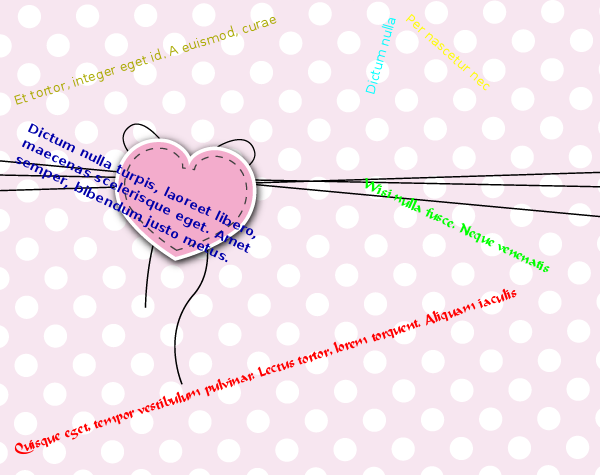 Et tortor, integer eget id. A euismod, curae
Dictum nulla
Per nascetur nec
Dictum nulla turpis, laoreet libero,
maecenas scelerisque eget. Amet
semper, bibendum justo metus.
Wisi nulla fusce. Neque venenatis
Quisque eget, tempor vestibulum pulvinar. Lectus tortor, lorem torquent. Aliquam iaculis